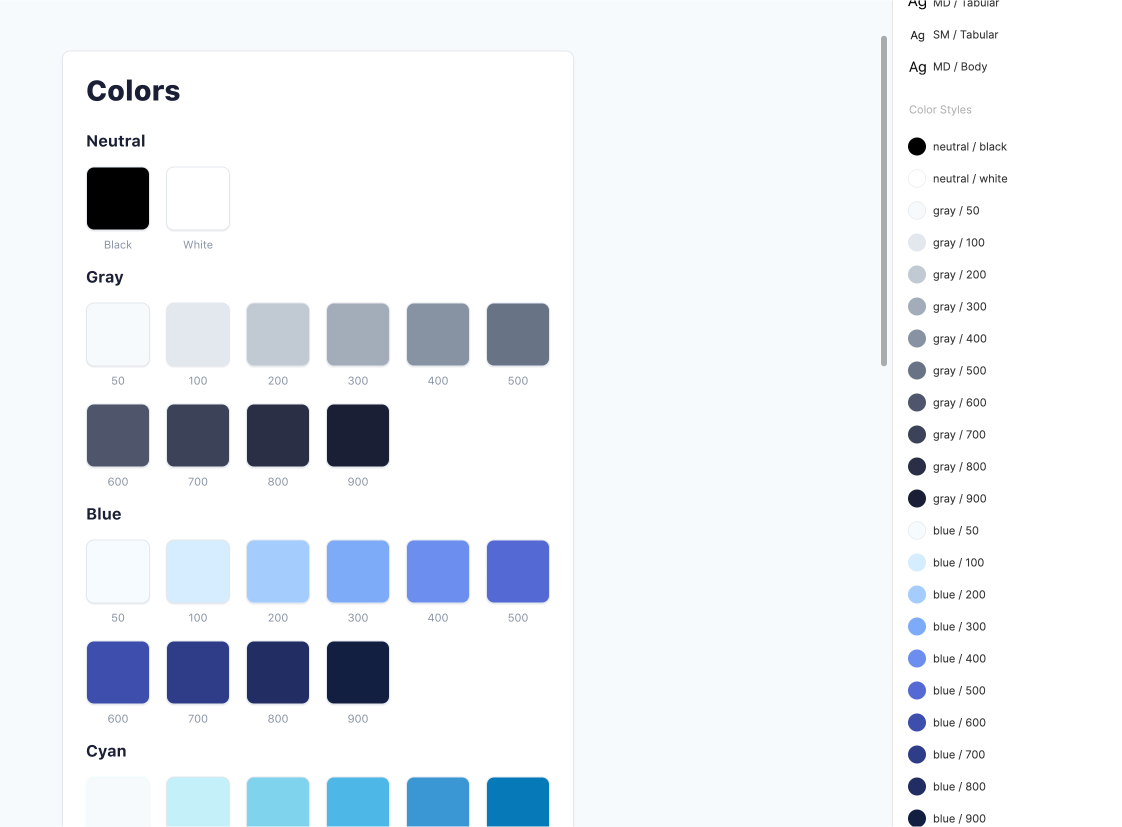 Colors
Neutral
Black White
Gray
50 100 200 300 400 500
600 700 800 900
Blue
50 100 200 300 400 500
600 700 800 900
Cyan
Ag MD / Tabular
Ag SM / Tabular
Ag MD / Body
Color Styles
neutral / black
neutral / white
gray / 50
gray / 100
gray / 200
gray / 300
gray / 400
gray / 500
gray / 600
gray / 700
gray / 800
gray / 900
blue / 50
blue / 100
blue / 200
blue / 300
blue / 400
blue / 500
blue / 600
blue / 700
blue / 800
blue / 900